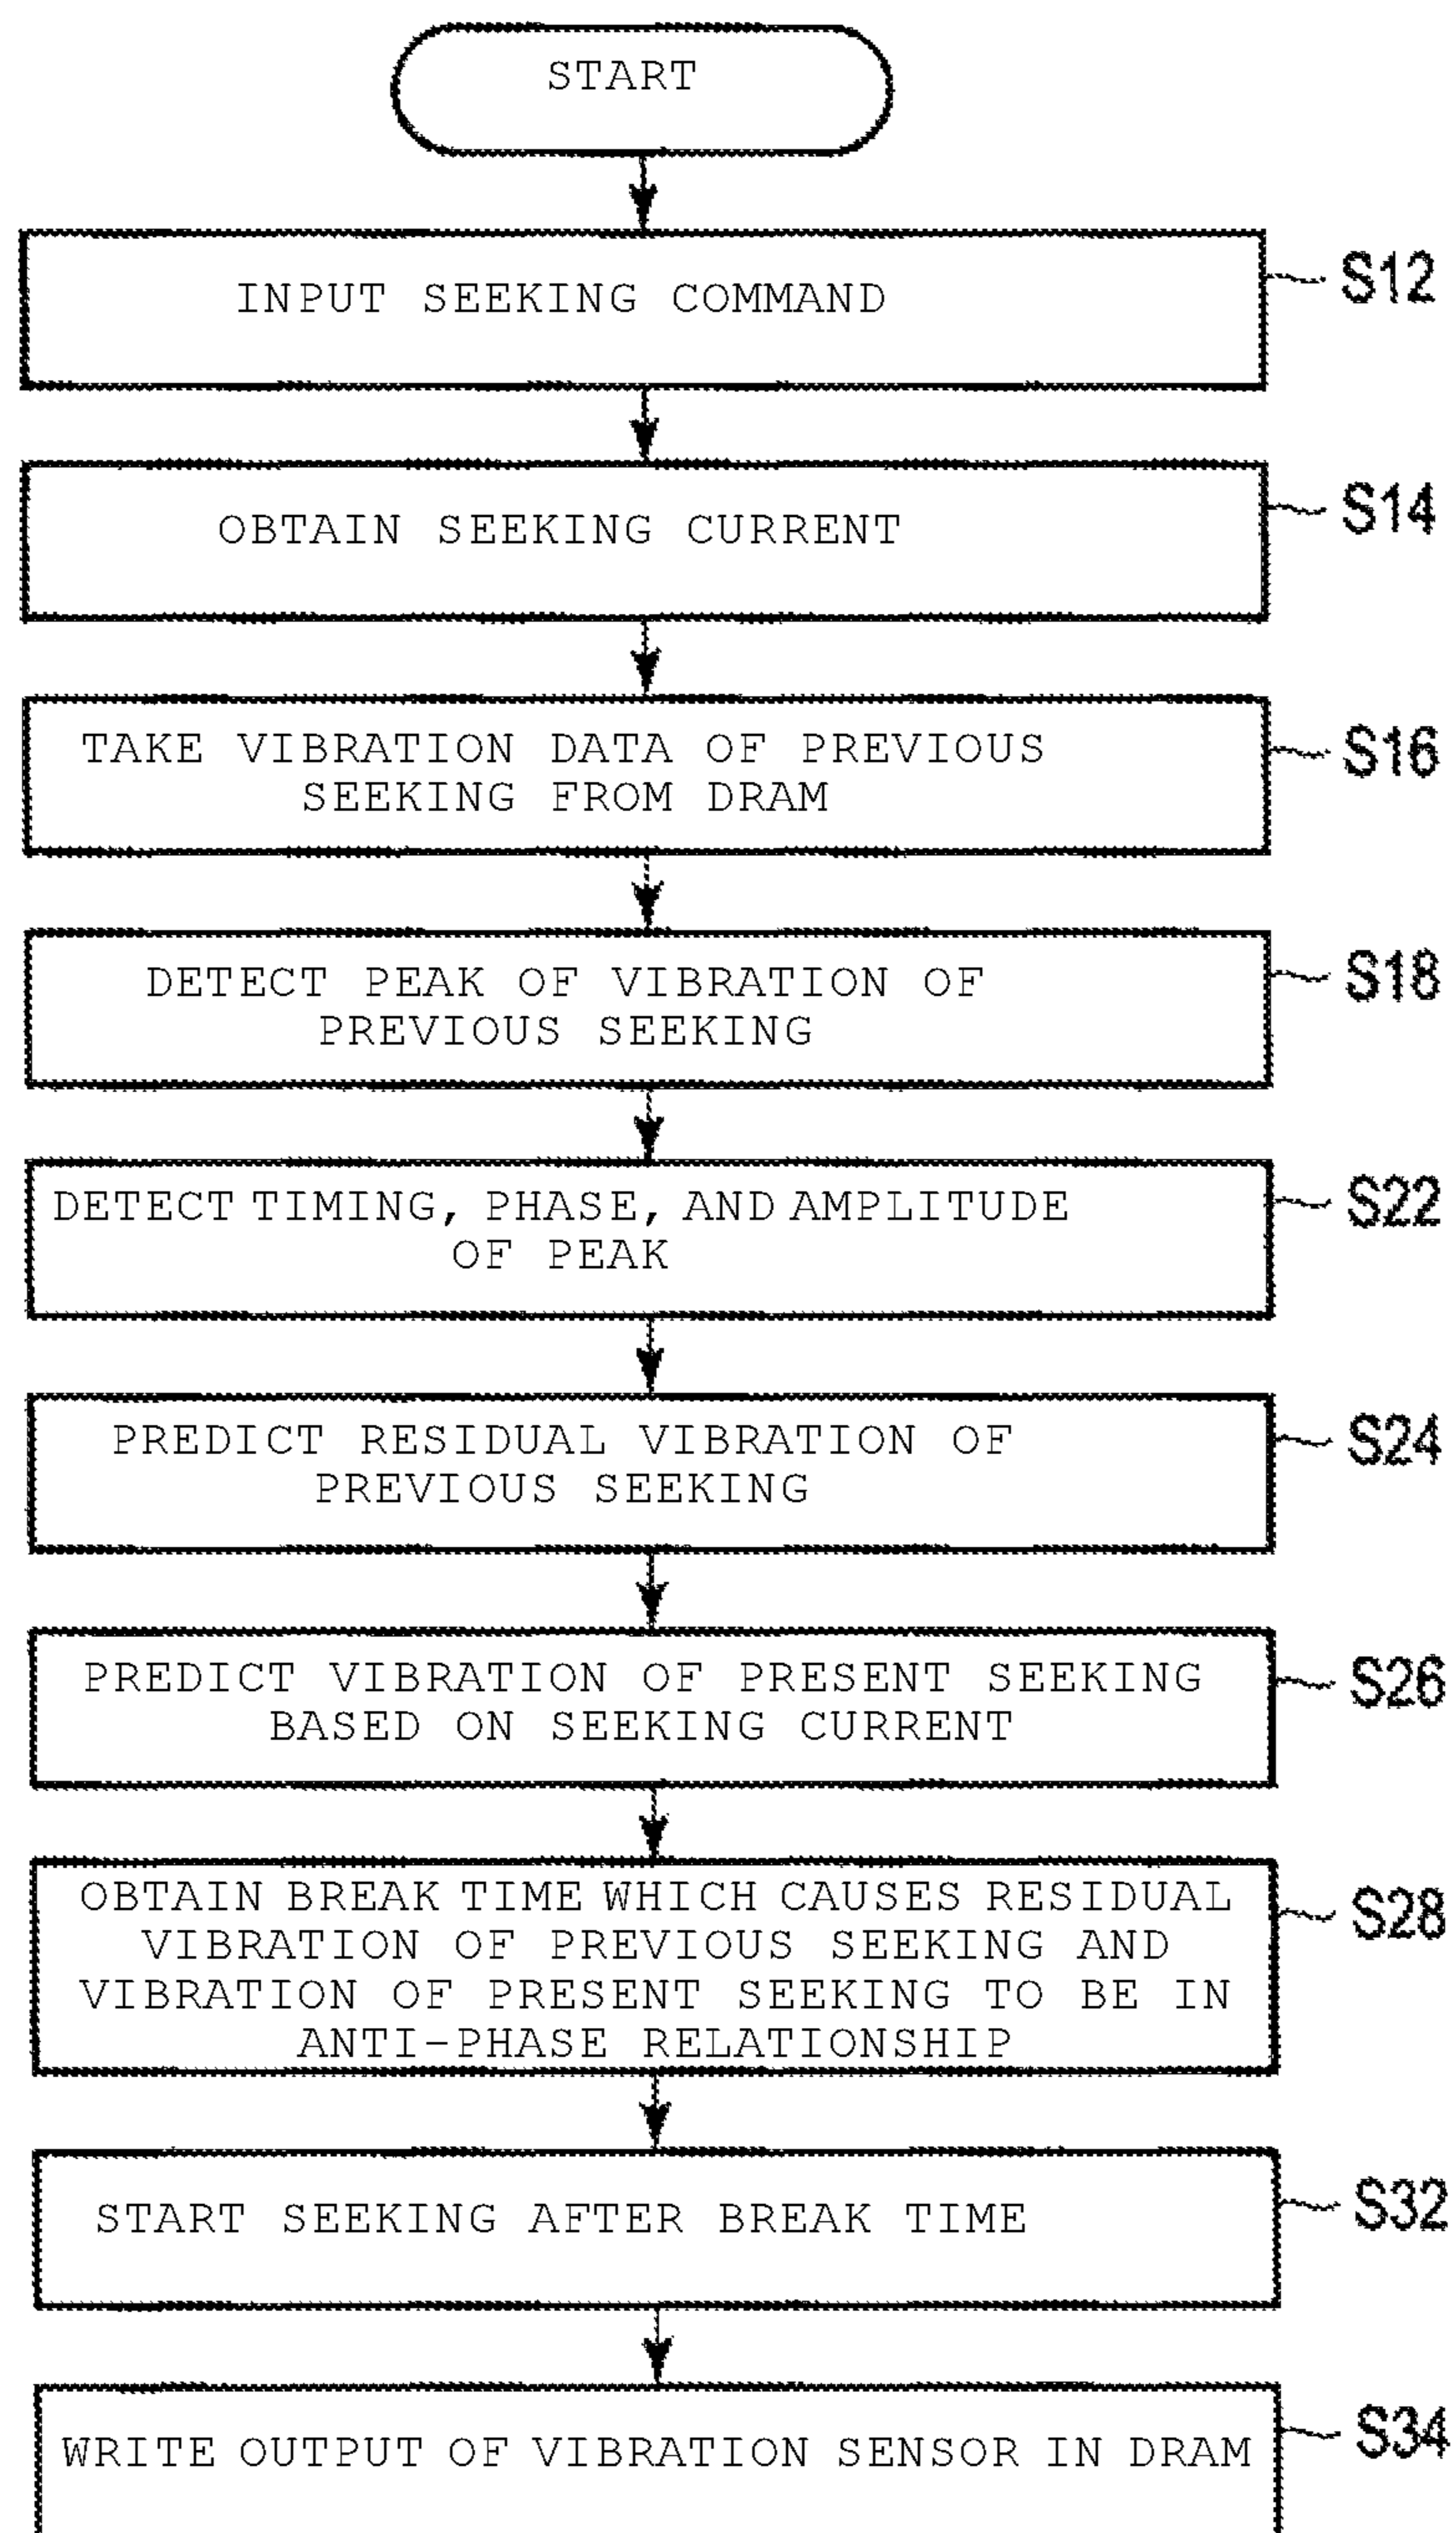 START
INPUT SEEKING COMMAND
S12
OBTAIN SEEKING CURRENT
S14
TAKE VIBRATION DATA OF PREVIOUS
SEEKING FROM DRAM
S16
DETECT PEAK OF VIBRATION OF
PREVIOUS SEEKING
S18
DETECT TIMING, PHASE, AND AMPLITUDE
OF PEAK
S22
PREDICT RESIDUAL VIBRATION OF
PREVIOUS SEEKING
S24
PREDICT VIBRATION OF PRESENT SEEKING
BASED ON SEEKING CURRENT
S26
OBTAIN BREAK TIME WHICH CAUSES RESIDUAL
VIBRATION OF PREVIOUS SEEKING AND
VIBRATION OF PRESENT SEEKING TO BE IN
ANTI-PHASE RELATIONSHIP
S28
START SEEKING AFTER BREAK TIME
S32
WRITE OUTPUT OF VIBRATION SENSOR IN DRAM
S34